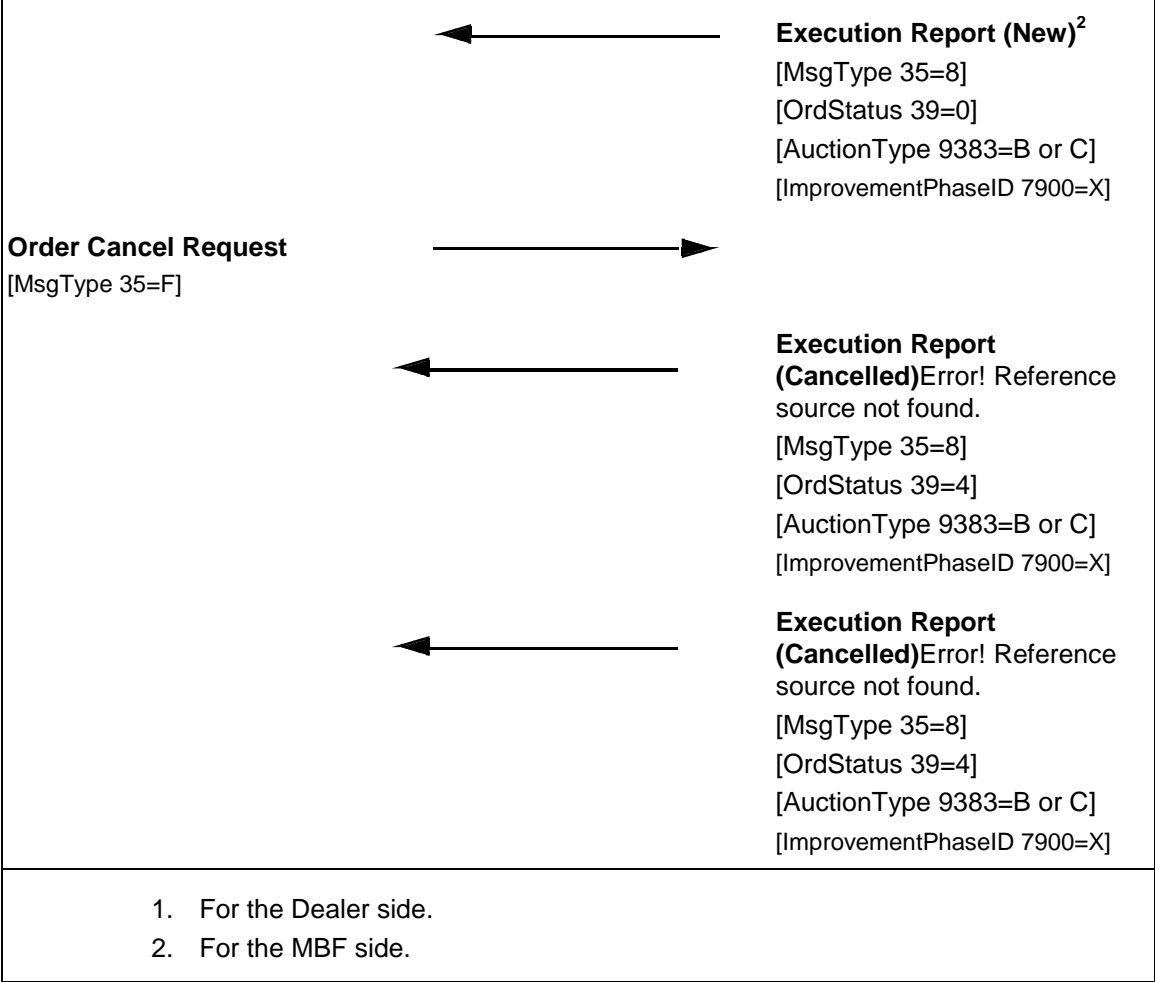 Execution Report (New)2
[MsgType 35=8]
[OrdStatus 39=0]
[AuctionType 9383=B or C]
[ImprovementPhaseID 7900=X]
Order Cancel Request
[MsgType 35=F]
Execution Report
(Cancelled)Error! Reference
source not found.
[MsgType 35=8]
[OrdStatus 39=4]
[AuctionType 9383=B or C]
[ImprovementPhaseID 7900=X]
Execution Report
(Cancelled)Error! Reference
source not found.
[MsgType 35=8]
[OrdStatus 39=4]
[AuctionType 9383=B or C]
[ImprovementPhaseID 7900=X]
1. For the Dealer side.
2. For the MBF side.